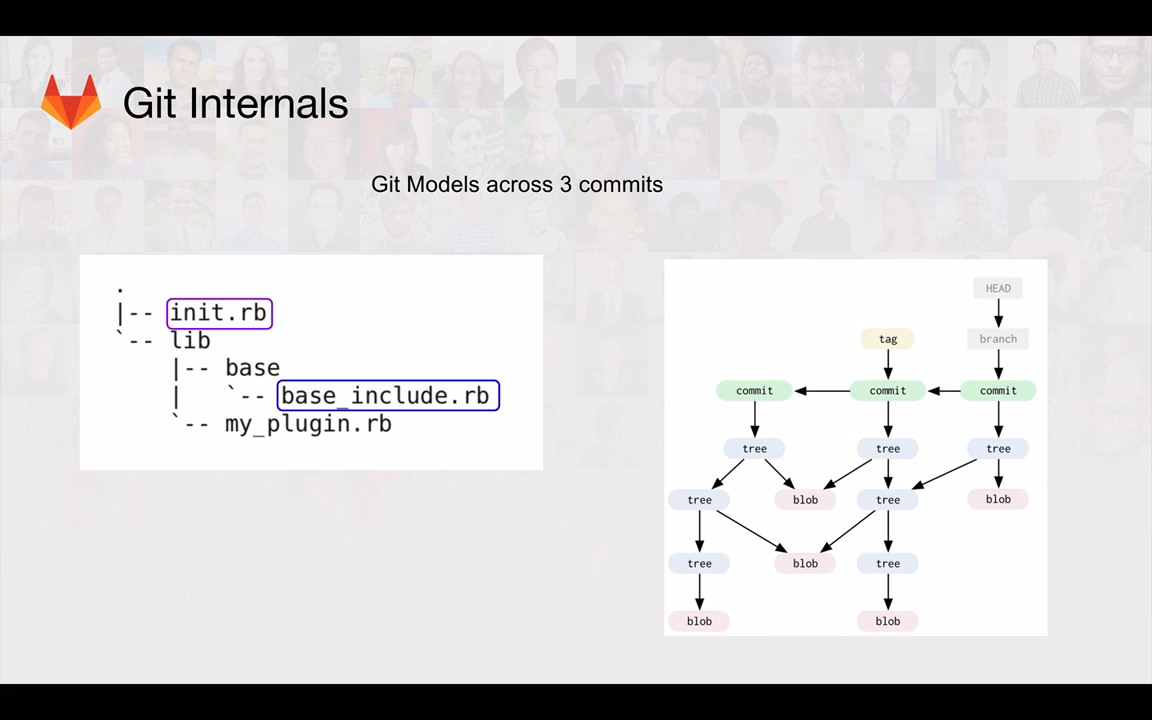 Git Internals
Git Models across 3 commits
.
|-- init.rb
`-- lib
|-- base
| `-- base_include.rb
`-- my_plugin.rb
HEAD
tag branch
commit commit commit
tree tree tree
tree blob tree blob
tree blob tree
blob blob